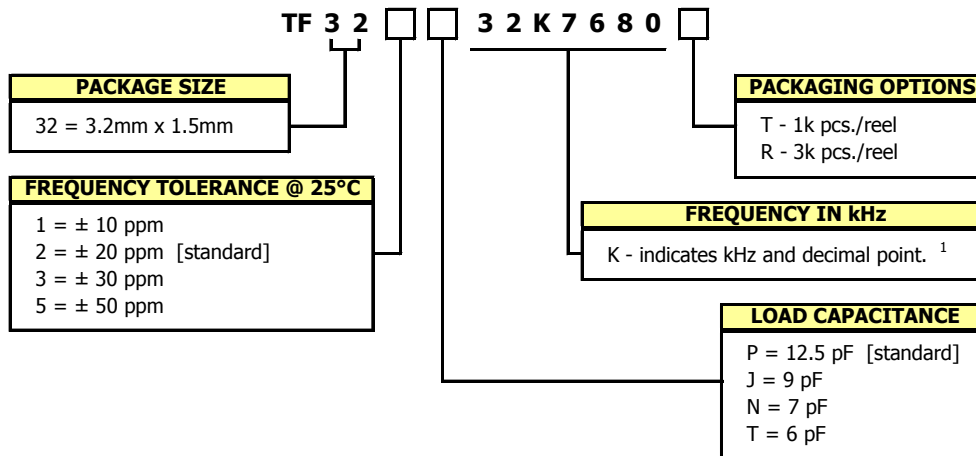 TF 3 2 3 2 K 7 6 8 0
PACKAGE SIZE
32 = 3.2mm x 1.5mm
FREQUENCY TOLERANCE @ 25°C
1 = ± 10 ppm
2 = ± 20 ppm [standard]
3 = ± 30 ppm
5 = ± 50 ppm
PACKAGING OPTIONS
T - 1k pcs./reel
R - 3k pcs./reel
FREQUENCY IN kHz
K - indicates kHz and decimal point. 1
LOAD CAPACITANCE
P = 12.5 pF [standard]
J = 9 pF
N = 7 pF
T = 6 pF